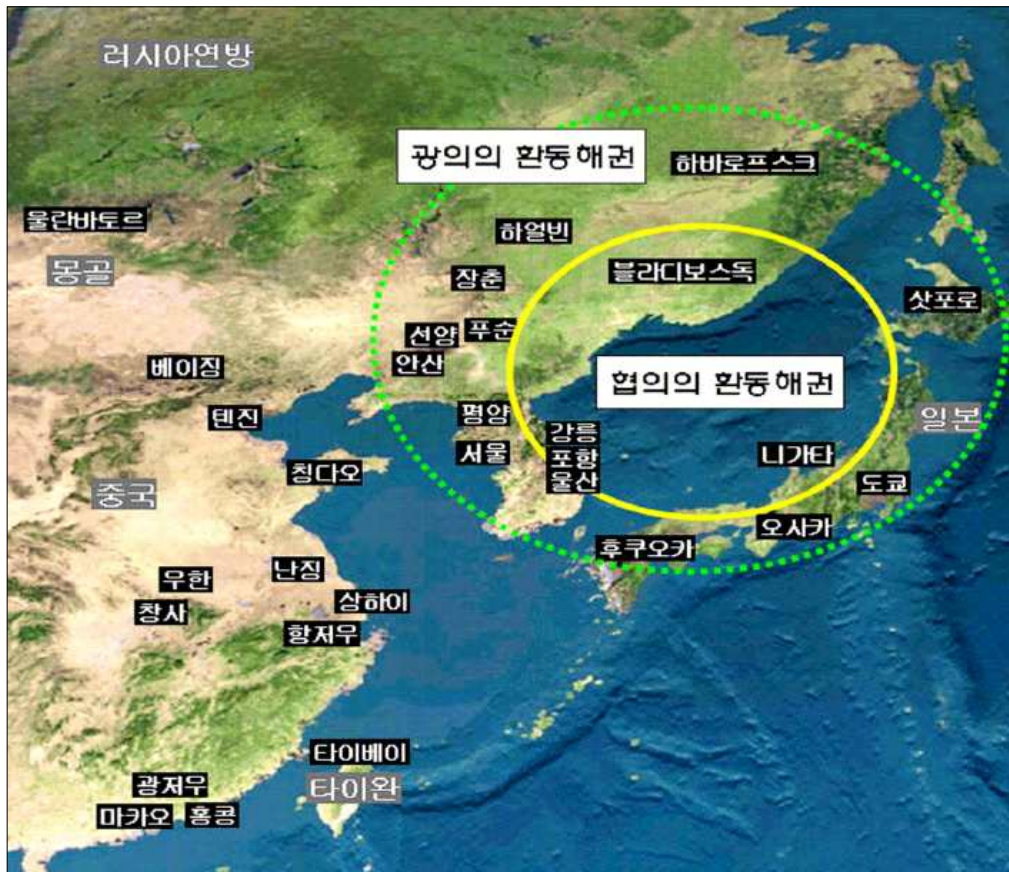 러시아연방
광의의 환동해권
하바로프스크
울란바토르
하얼빈
몽골
블라디보스독
장춘
삿포로
선양
푸순
안산
베이징
협의의 환동해권
텐진
평양
강릉
일본
서울
포항
니가타
칭다오
울산
도쿄
중국
오사카
후쿠오카
난징
우한
상하이
창사
항저우
타이베이
광저우
타이완
마카오
홍콩